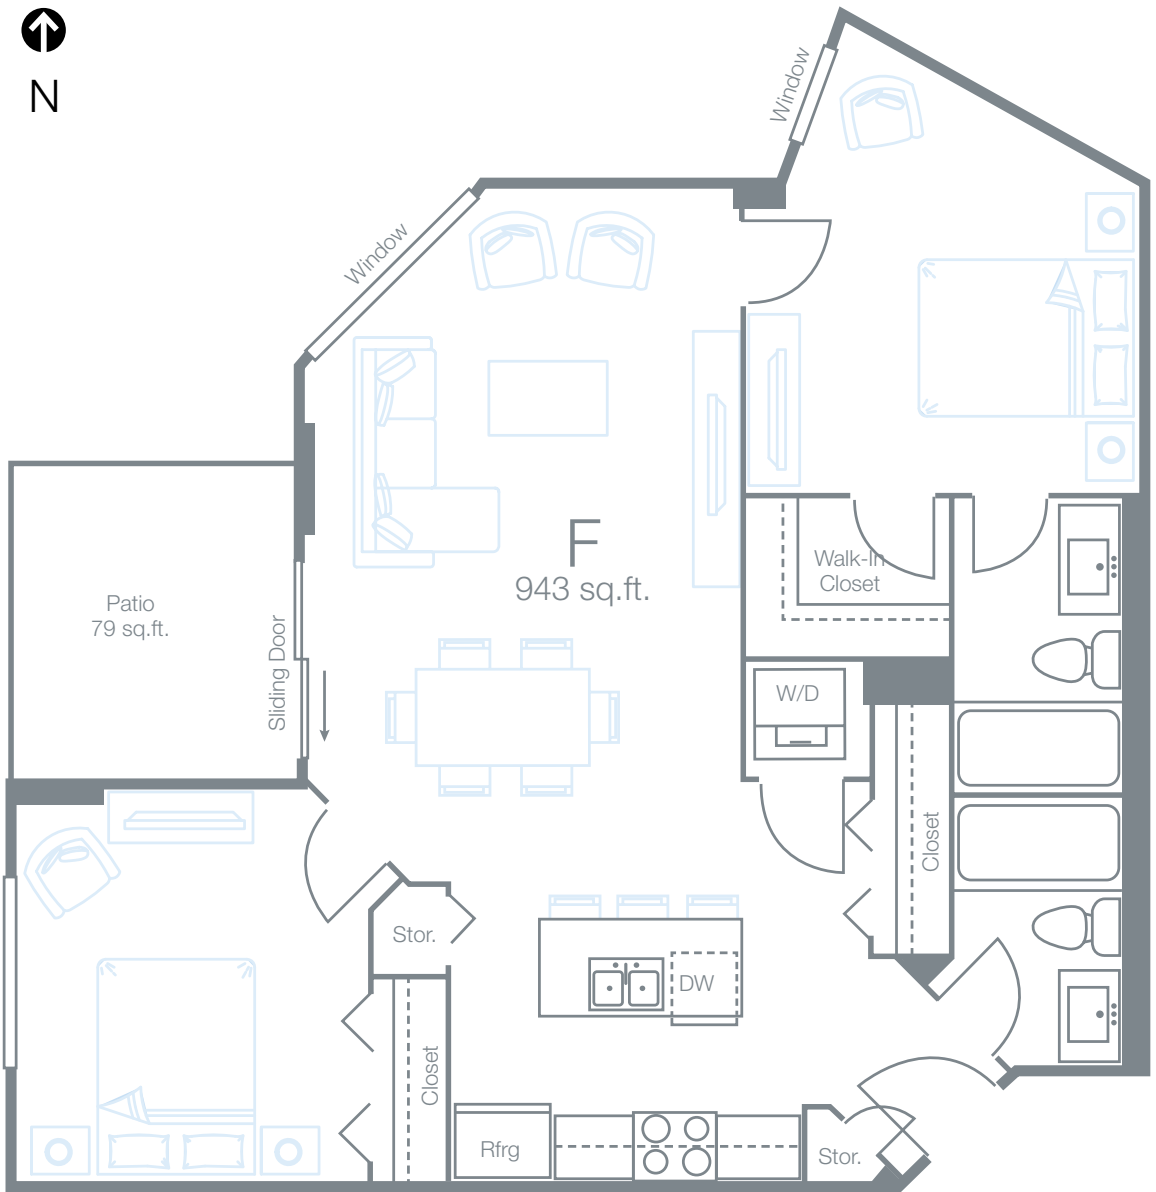 N
Window
Window
F
943 sq.ft.
Walk-In
Closet
Patio
79 sq.ft.
Sliding Door
W/D
Closet
Stor.
DW
Closet
Rfrg
Stor.